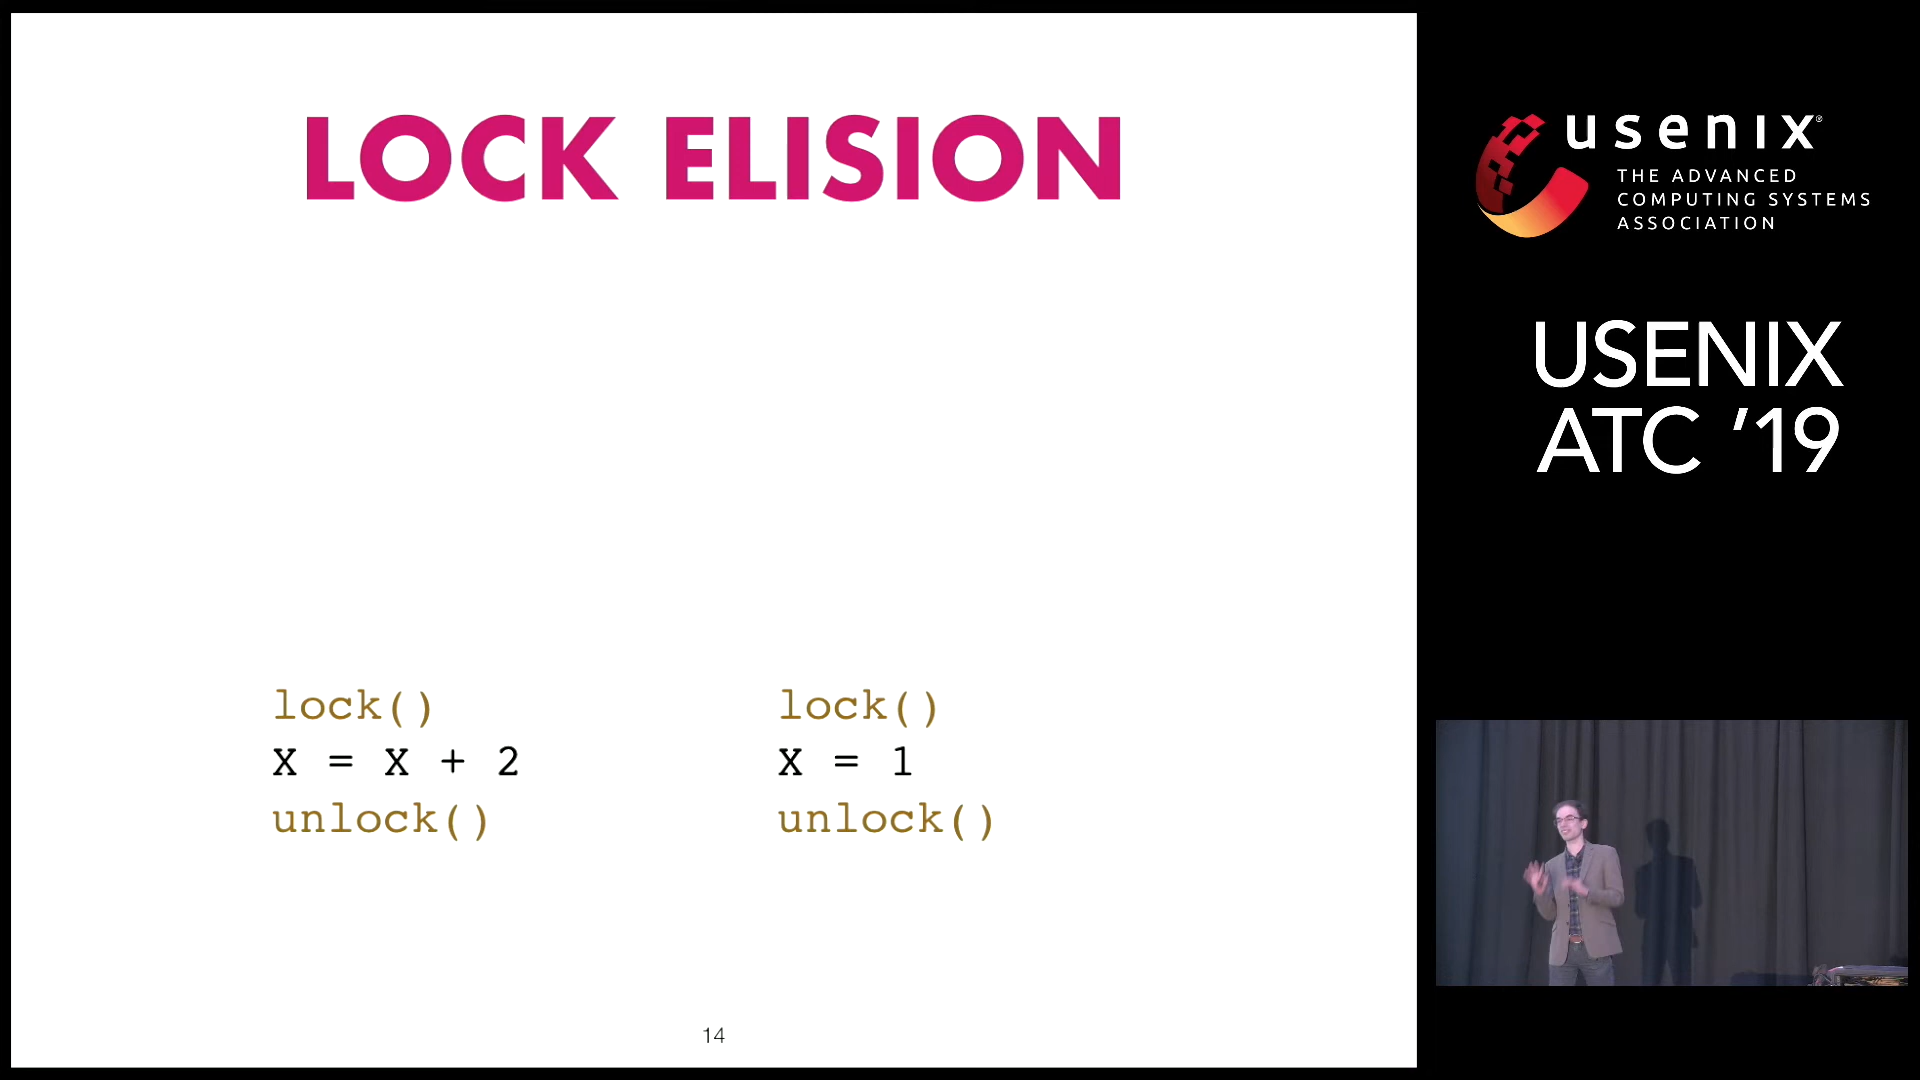 LOCK ELISION
lock()
X = X + 2
unlock()
lock()
X = 1
unlock()
14
usenix®
THE ADVANCED
COMPUTING SYSTEMS
ASSOCIATION
USENIX
ATC '19